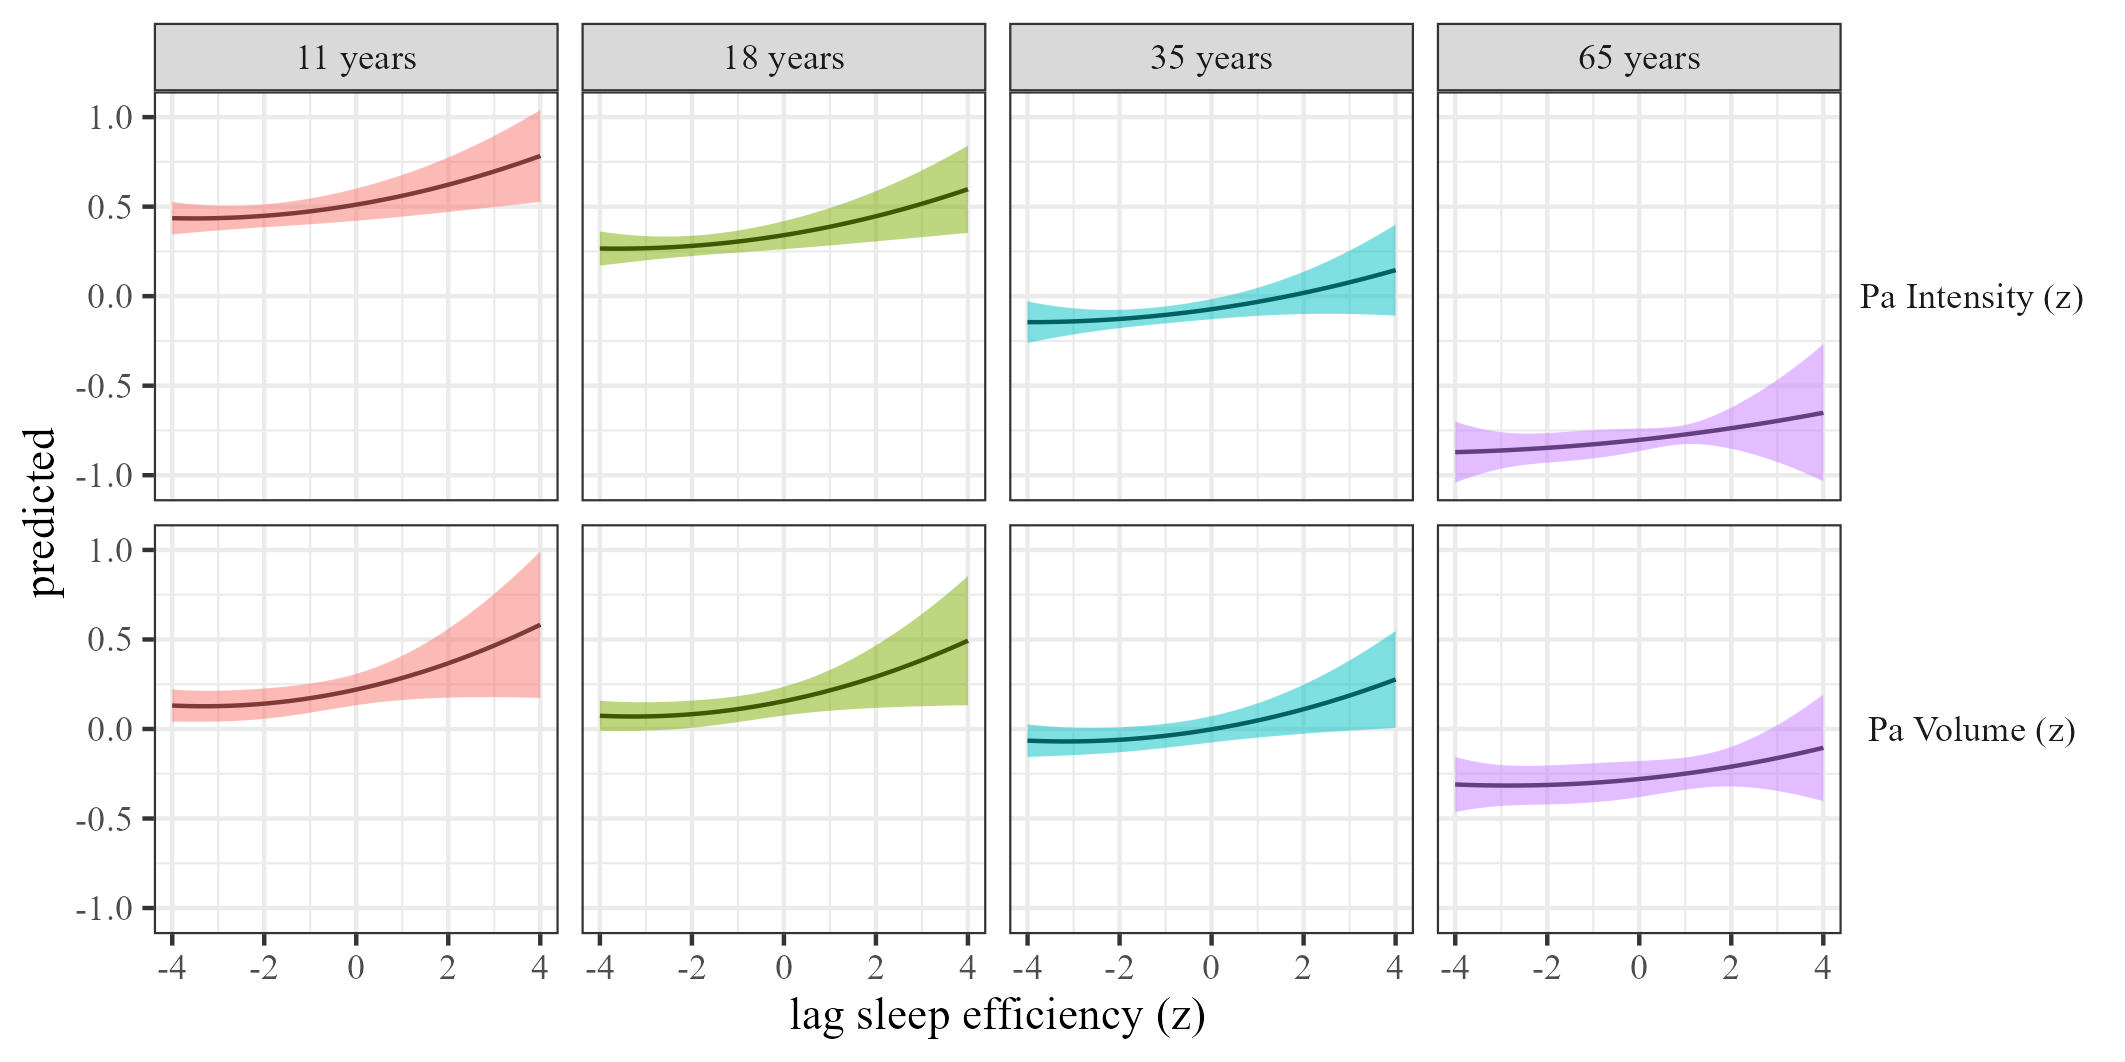 11 years 18 years 35 years 65 years
1.0
0.5
0.0
-0.5
-1.0
Pa Intensity (z)
predicted
1.0
0.5
0.0
-0.5
-1.0
Pa Volume (z)
-4 -2 0 2 4 -4 -2 0 2 4 -4 -2 0 2 4 -4 -2 0 2 4
lag sleep efficiency (z)